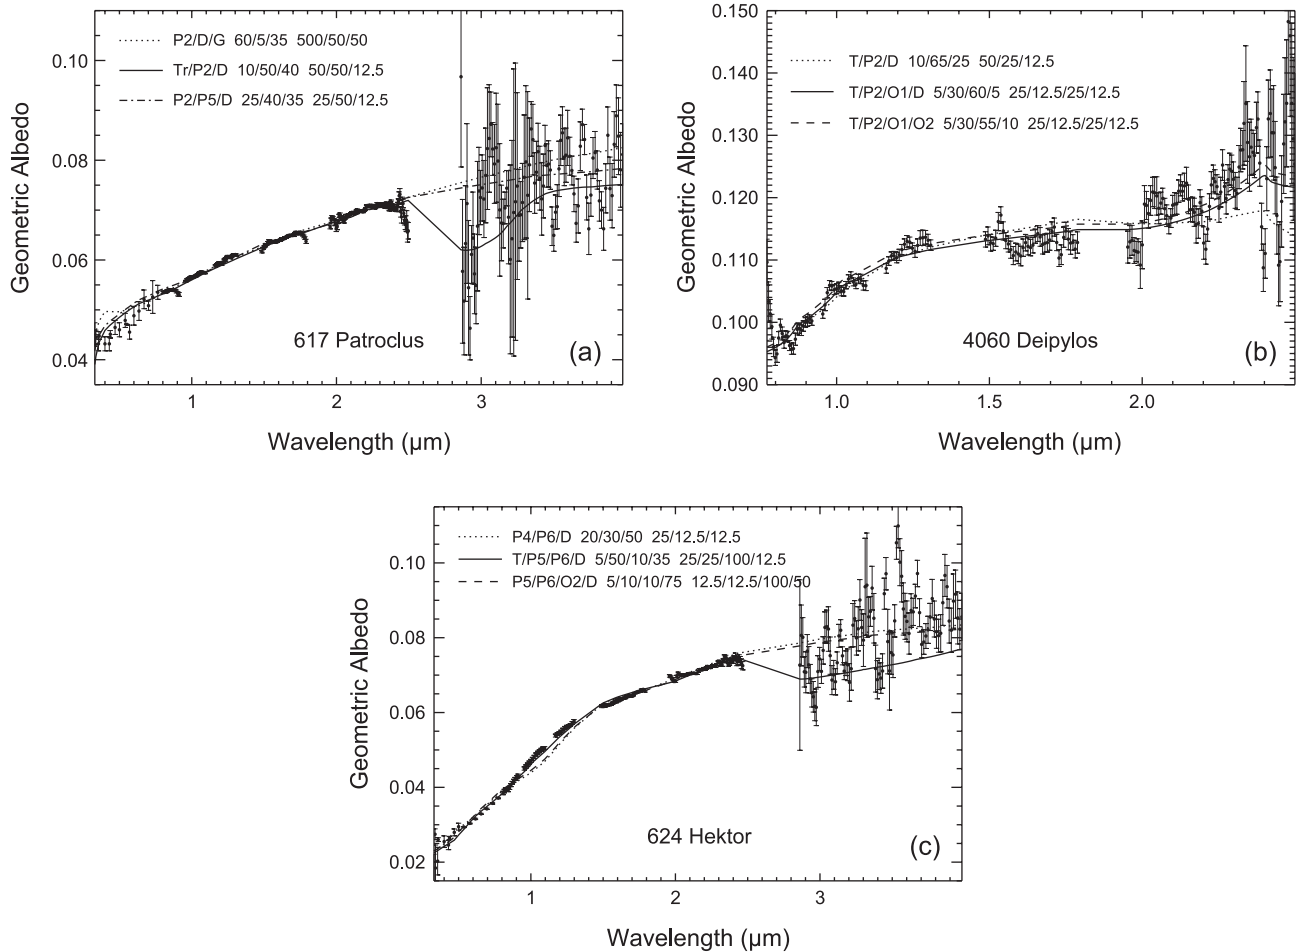 P2/D/G 60/5/35 500/50/50
Tr/P2/D 10/50/40 50/50/12.5
P2/P5/D 25/40/35 25/50/12.5
0.10
0.08
0.06
0.04
Geometric Albedo
617 Patroclus
(a)
1
2
3
Wavelength (µm)
0.150
0.140
0.130
0.120
0.110
0.100
0.090
Geometric Albedo
T/P2/D 10/65/25 50/25/12.5
T/P2/O1/D 5/30/60/5 25/12.5/25/12.5
T/P2/O1/O2 5/30/55/10 25/12.5/25/12.5
4060 Deipylos
(b)
1.0
1.5
2.0
Wavelength (µm)
P4/P6/D 20/30/50 25/12.5/12.5
T/P5/P6/D 5/50/10/35 25/25/100/12.5
P5/P6/O2/D 5/10/10/75 12.5/12.5/100/50
0.10
0.08
0.06
0.04
0.02
Geometric Albedo
624 Hektor
(c)
1
2
3
Wavelength (µm)